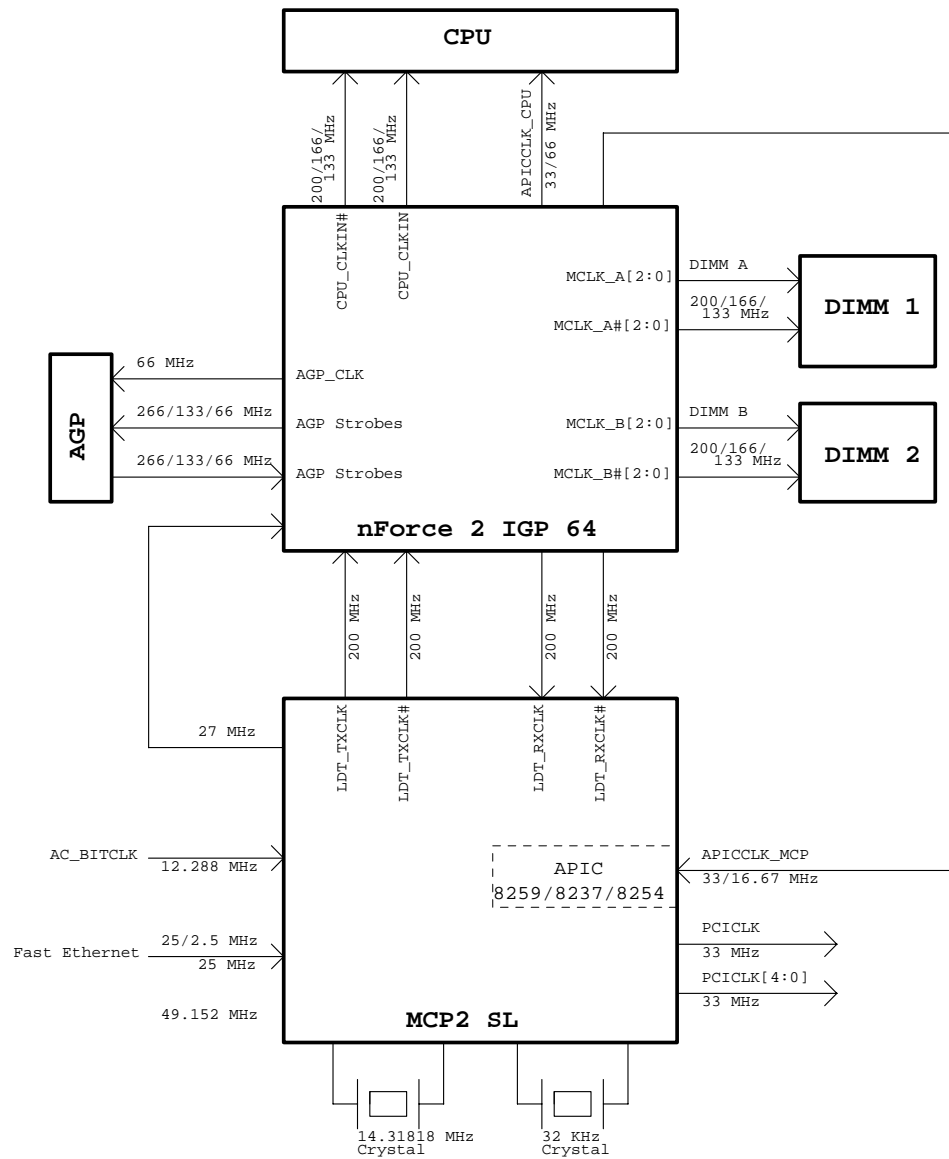 CPU
200/166/
133 MHz
200/166/
133 MHz
APICCLK_CPU
33/66 MHz
CPU_CLKIN#
CPU_CLKIN
MCLK_A[2:0]
DIMM A
200/166/
133 MHz
MCLK_A#[2:0]
DIMM 1
66 MHz
AGP_CLK
266/133/66 MHz
AGP Strobes
AGP
266/133/66 MHz
AGP Strobes
MCLK_B[2:0]
DIMM B
200/166/
133 MHz
MCLK_B#[2:0]
DIMM 2
nForce 2 IGP 64
200 MHz
200 MHz
200 MHz
200 MHz
27 MHz
LDT_TXCLK
LDT_TXCLK#
LDT_RXCLK
LDT_RXCLK#
AC_BITCLK
12.288 MHz
APIC
8259/8237/8254
APICCLK_MCP
33/16.67 MHz
Fast Ethernet
25/2.5 MHz
25 MHz
PCICLK
33 MHz
PCICLK[4:0]
33 MHz
49.152 MHz
MCP2 SL
14.31818 MHz
Crystal
32 KHz
Crystal